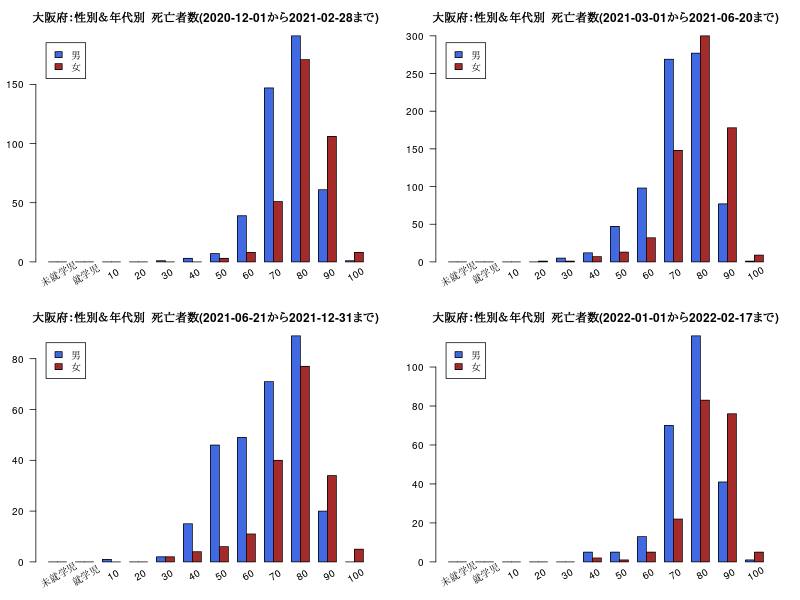 大阪府：性別＆年代別 死亡者数(2020-12-01から2021-02-28まで)
男
女
150
100
50
0
未就学児 就学児 10 20 30 40 50 60 70 80 90 100
大阪府：性別＆年代別 死亡者数(2021-03-01から2021-06-20まで)
男
女
300
250
200
150
100
50
0
未就学児 就学児 10 20 30 40 50 60 70 80 90 100
大阪府：性別＆年代別 死亡者数(2021-06-21から2021-12-31まで)
男
女
80
60
40
20
0
未就学児 就学児 10 20 30 40 50 60 70 80 90 100
大阪府：性別＆年代別 死亡者数(2022-01-01から2022-02-17まで)
男
女
100
80
60
40
20
0
未就学児 就学児 10 20 30 40 50 60 70 80 90 100